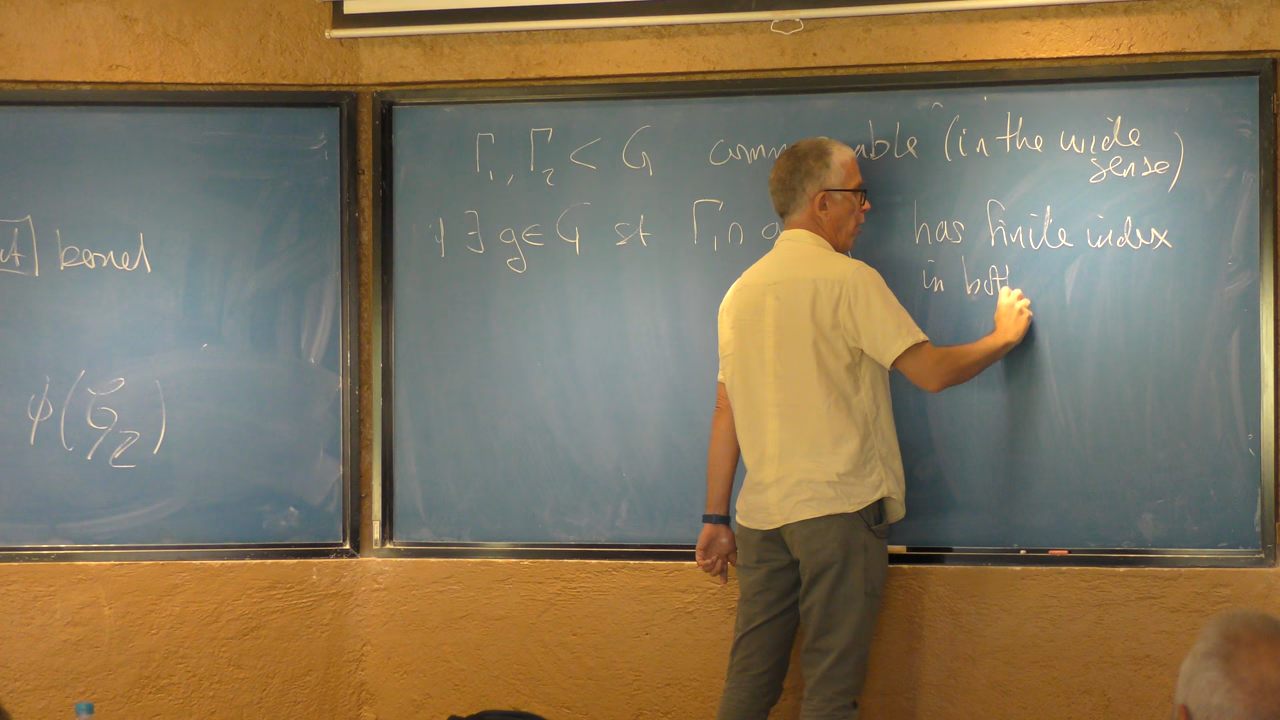 kernel
φ(
Γ₁, Γ₂ < G comm able (in the wide
sense)
if ∃ g∈G st Γ₁∩ g has finite index
in both